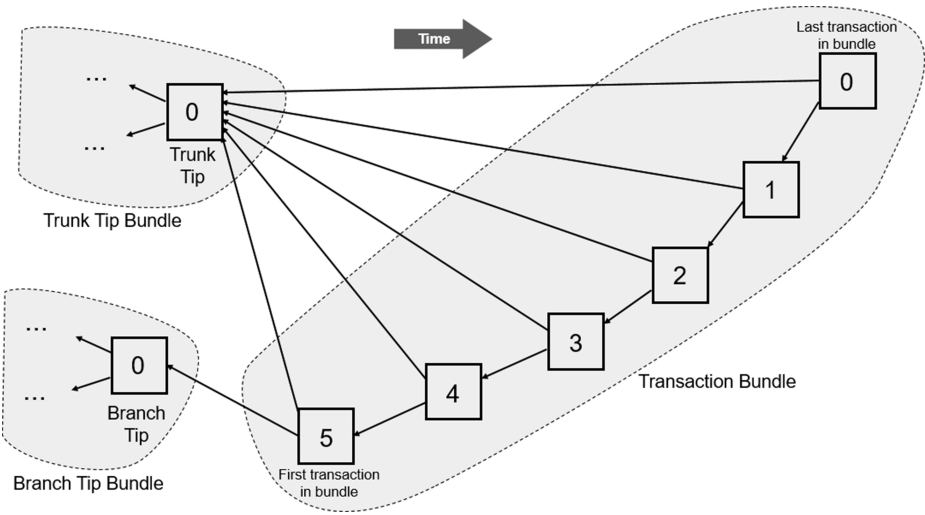 Time
Last transaction
in bundle
0
...
0
...
Trunk
Tip
Trunk Tip Bundle
1
2
3
...
0
...
Branch
Tip
Branch Tip Bundle
4
Transaction Bundle
5
First transaction
in bundle